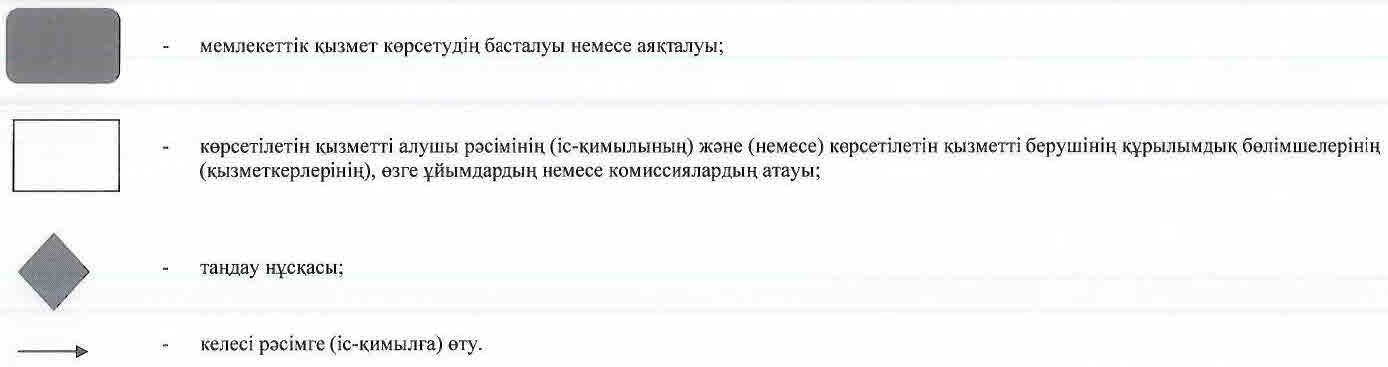 - мемлекеттік қызмет көрсетудің басталуы немесе аяқталуы;
- көрсетілетін қызметті алушы рәсімінің (іс-қимылының) және (немесе) көрсетілетін қызметті берушінің құрылымдық бөлімшелерінің
(қызметкерлерінің), өзге ұйымдардың немесе комиссиялардың атауы;
- таңдау нұсқасы;
- келесі рәсімге (іс-қимылға) өту.